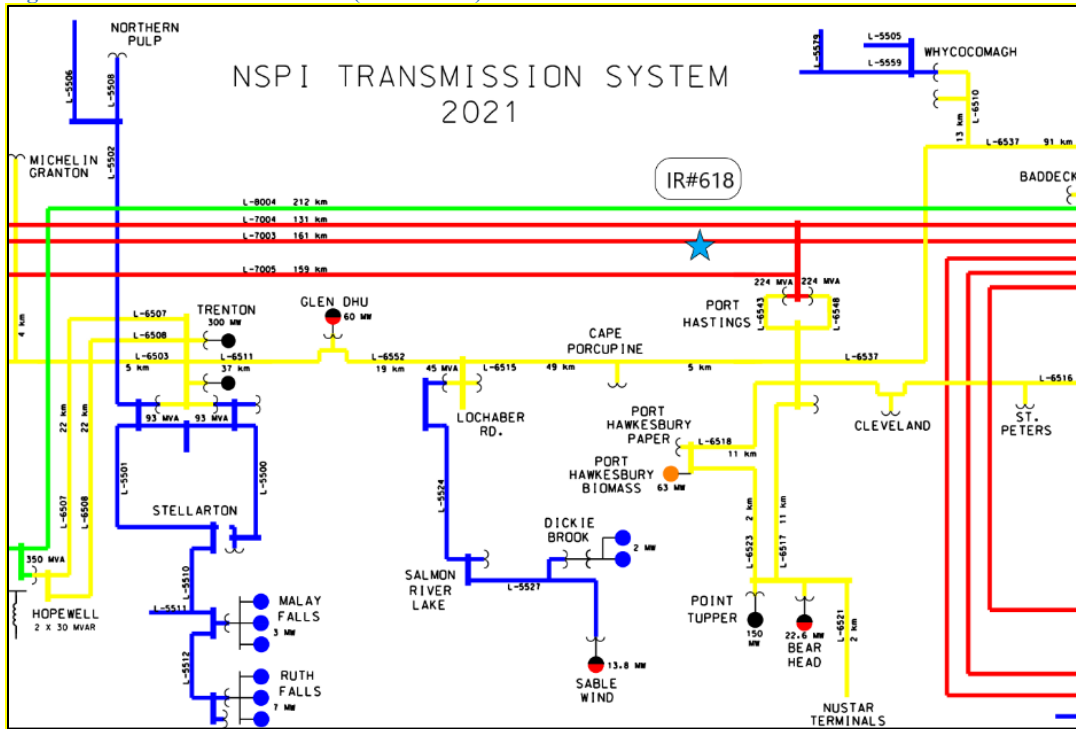 NORTHERN
PULP
NSPI TRANSMISSION SYSTEM
2021
L-5506
L-5508
L-5502
MICHELIN
GRANTON
4 km
L-5579
L-5505
L-5559
WHYCOCOMAGH
L-6510
13 km
L-6537 91 km
BADDECK
IR#618
L-8004 212 km
L-7004 131 km
L-7003 161 km
L-7005 159 km
224 MVA
224 MVA
L-6543
L-6548
PORT
HASTINGS
L-6507
L-6508
L-6503
5 km
TRENTON
300 MW
L-6511
37 km
GLEN DHU
60 MW
L-6552
19 km
45 MVA
L-6515
49 km
LOCHABER
RD.
CAPE
PORCUPINE
5 km
L-6537
L-6516
CLEVELAND
ST.
PETERS
93 MVA
93 MVA
22 km
22 km
L-6507
L-6508
L-5501
L-5500
STELLARTON
L-5524
PORT
HAWKESBURY
PAPER
L-6518
11 km
PORT
HAWKESBURY
BIOMASS
63 MW
2 km
11 km
L-6523
L-6517
350 MVA
HOPEWELL
2 X 30 MVAR
L-5510
L-5511
L-5512
MALAY
FALLS
3 MW
RUTH
FALLS
7 MW
SALMON
RIVER
LAKE
DICKIE
BROOK
2 MW
L-5527
13.8 MW
SABLE
WIND
POINT
TUPPER
150
MW
22.6 MW
BEAR
HEAD
L-6521
2 km
NUSTAR
TERMINALS